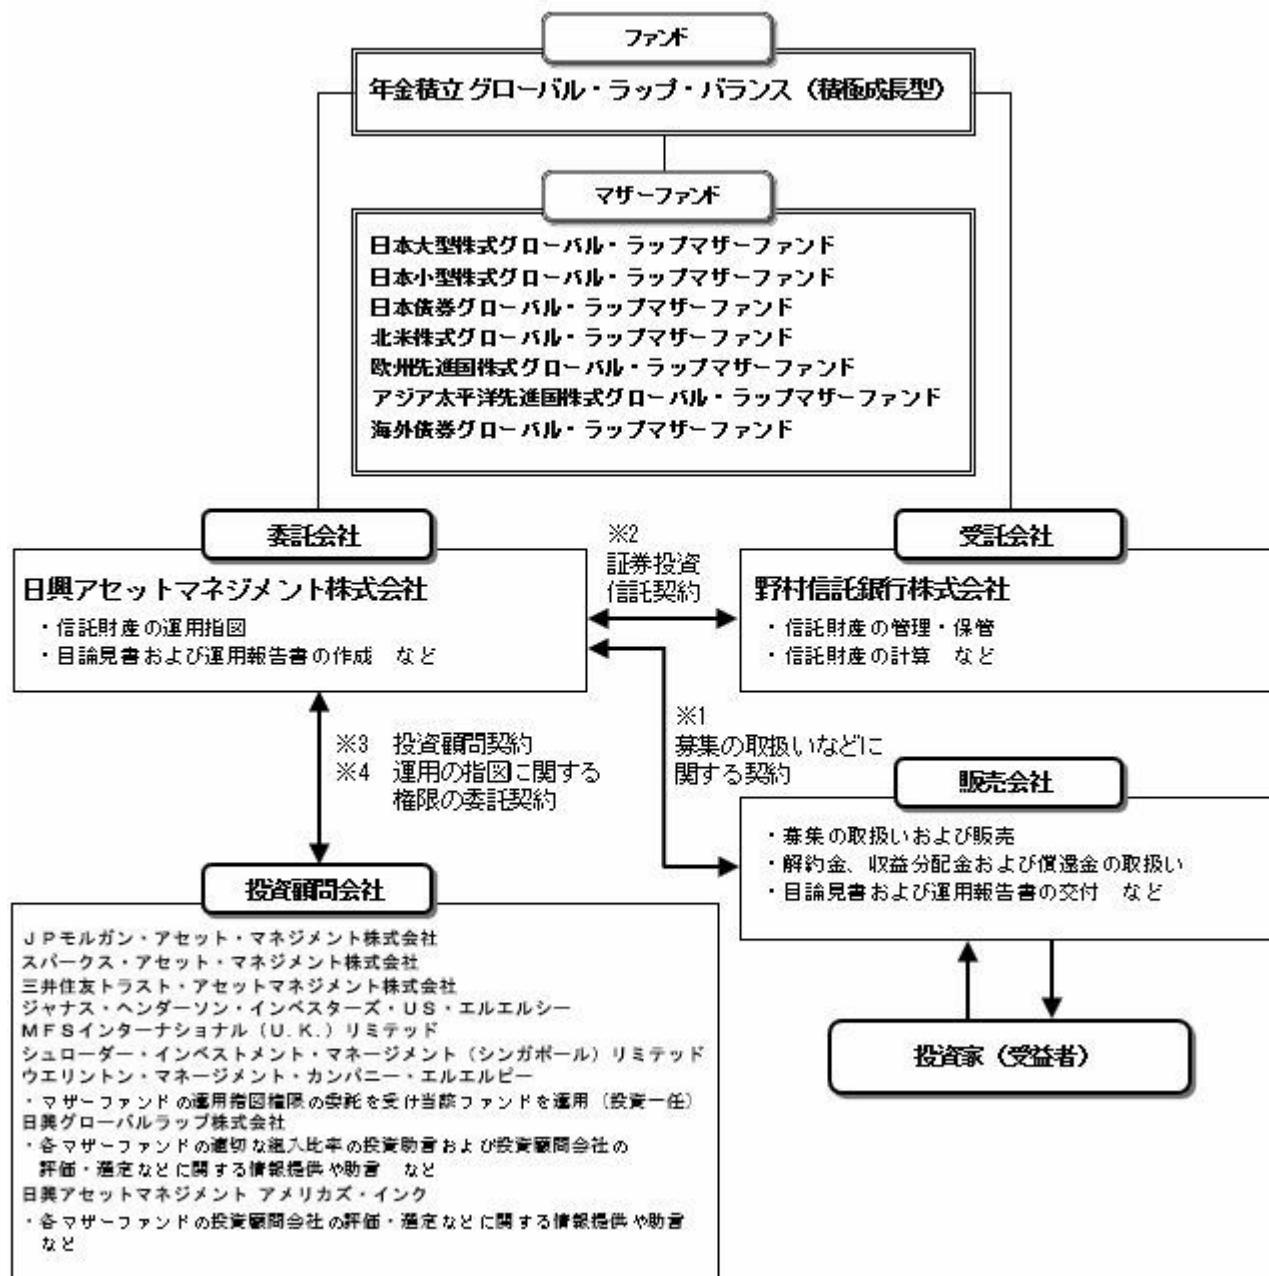 ファンド
年金積立 グローバル・ラップ・バランス（積極成長型）
マザーファンド
日本大型株式グローバル・ラップマザーファンド
日本小型株式グローバル・ラップマザーファンド
日本債券グローバル・ラップマザーファンド
北米株式グローバル・ラップマザーファンド
欧州先進国株式グローバル・ラップマザーファンド
アジア太平洋先進国株式グローバル・ラップマザーファンド
海外債券グローバル・ラップマザーファンド
委託会社
日興アセットマネジメント株式会社
・信託財産の運用指図
・目論見書および運用報告書の作成　など
※2
証券投資
信託契約
受託会社
野村信託銀行株式会社
・信託財産の管理・保管
・信託財産の計算　など
※3　投資顧問契約
※4　運用の指図に関する
権限の委託契約
※1
募集の取扱いなどに
関する契約
販売会社
・募集の取扱いおよび販売
・解約金、収益分配金および償還金の取扱い
・目論見書および運用報告書の交付　など
投資家（受益者）
投資顧問会社
ＪＰモルガン・アセット・マネジメント株式会社
スパークス・アセット・マネジメント株式会社
三井住友トラスト・アセットマネジメント株式会社
ジャナス・ヘンダーソン・インベスターズ・ＵＳ・エルエルシー
ＭＦＳインターナショナル（Ｕ.Ｋ.）リミテッド
シュローダー・インベストメント・マネージメント（シンガポール）リミテッド
ウエリントン・マネージメント・カンパニー・エルエルピー
・マザーファンドの運用指図権限の委託を受け当該ファンドを運用（投資一任）
日興グローバルラップ株式会社
・各マザーファンドの適切な組入比率の投資助言および投資顧問会社の
評価・選定などに関する情報提供や助言　など
日興アセットマネジメント アメリカズ・インク
・各マザーファンドの投資顧問会社の評価・選定などに関する情報提供や助言
など